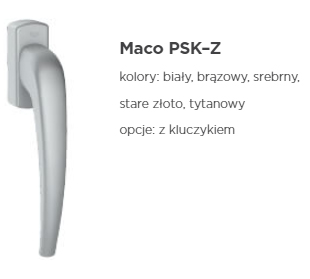 Maco PSK–Z
kolory: biały, brązowy, srebrny,
stare złoto, tytanowy
opcje: z kluczykiem